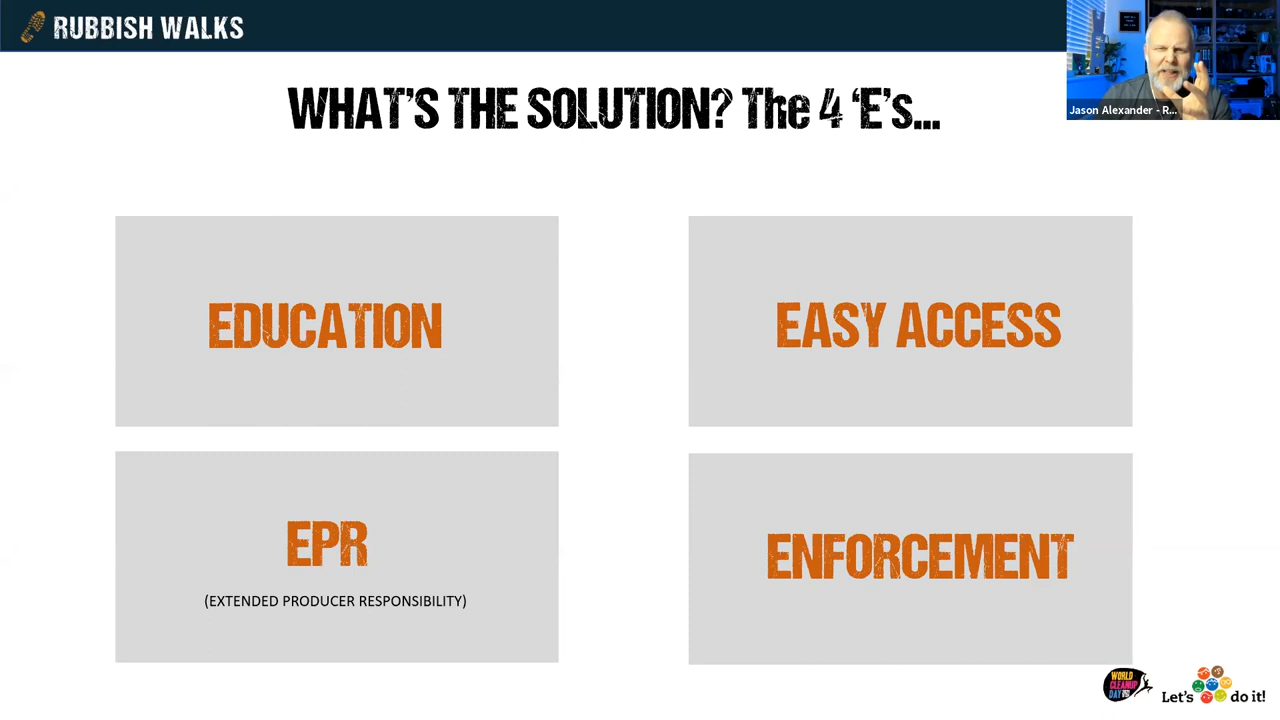 RUBBISH WALKS
Jason Alexander - R...
WHAT'S THE SOLUTION? The 4 'E's...
EDUCATION
EASY ACCESS
EPR
(EXTENDED PRODUCER RESPONSIBILITY)
ENFORCEMENT
WORLD
CLEANUP
DAY
Let's do it!